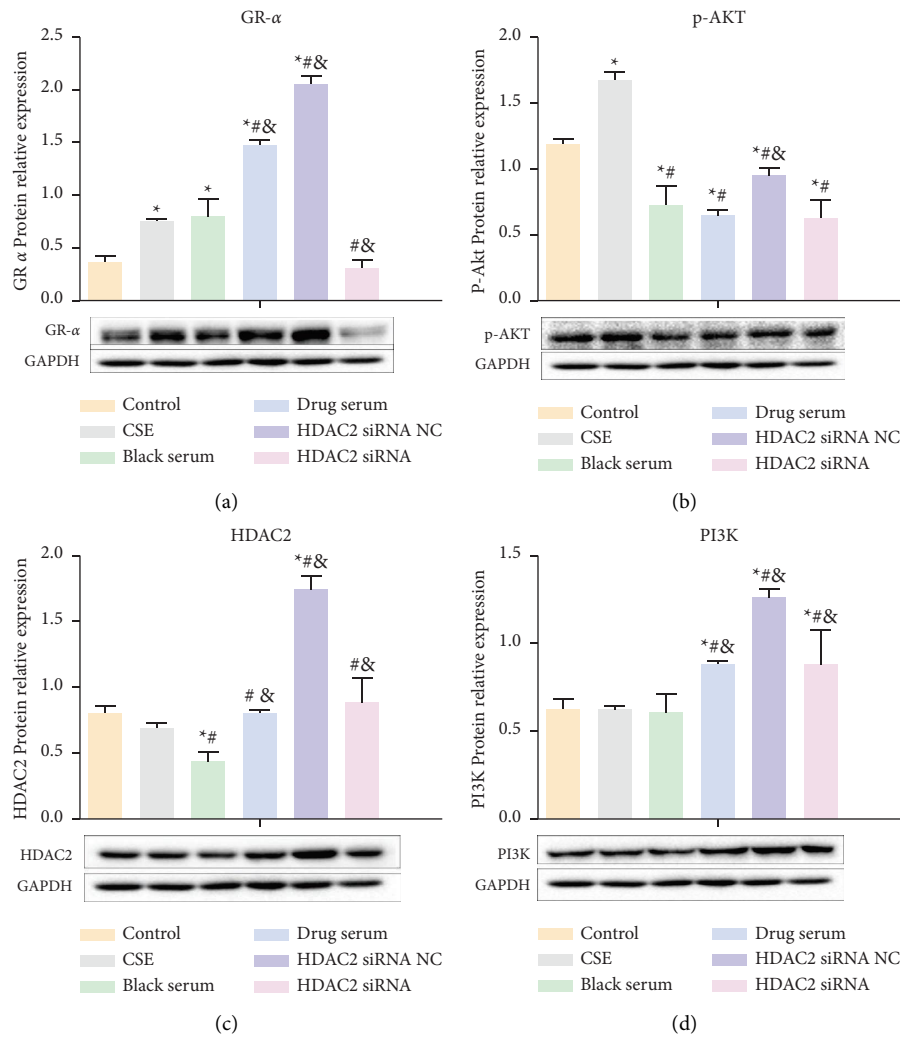 GR-α
GR α Protein relative expression
2.5
2.0
1.5
1.0
0.5
0.0
*
*
*#&
*#&
#&
GR-α
GAPDH
Control
CSE
Black serum
Drug serum
HDAC2 siRNA NC
HDAC2 siRNA
(a)
p-AKT
P-Akt Protein relative expression
2.0
1.5
1.0
0.5
0.0
*
*#
*#
*#&
*#
p-AKT
GAPDH
Control
CSE
Black serum
Drug serum
HDAC2 siRNA NC
HDAC2 siRNA
(b)
HDAC2
HDAC2 Protein relative expression
2.0
1.5
1.0
0.5
0.0
*#
# &
*#&
#&
HDAC2
GAPDH
Control
CSE
Black serum
Drug serum
HDAC2 siRNA NC
HDAC2 siRNA
(c)
PI3K
PI3K Protein relative expression
1.5
1.0
0.5
0.0
*#&
*#&
*#&
PI3K
GAPDH
Control
CSE
Black serum
Drug serum
HDAC2 siRNA NC
HDAC2 siRNA
(d)